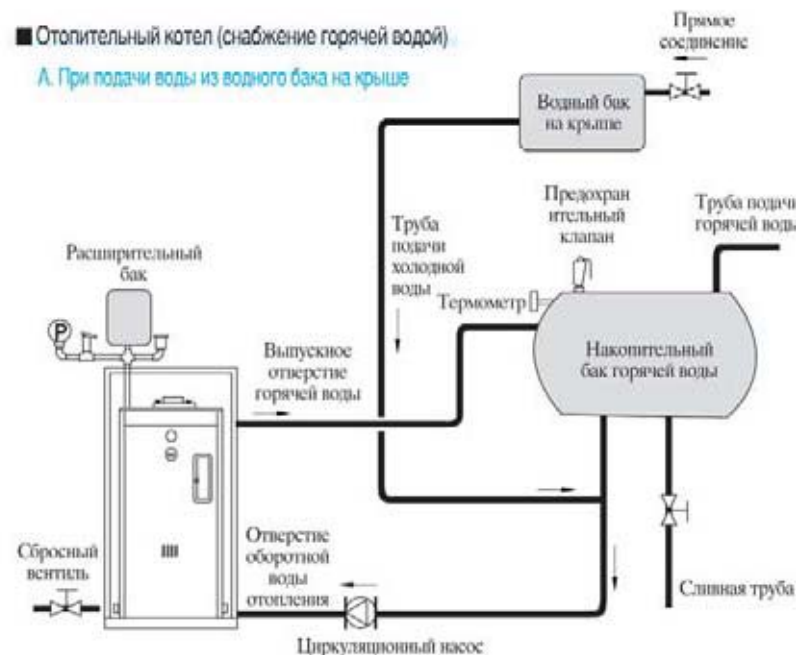 ■ Отопительный котел (снабжение горячей водой)
А. При подачи воды из водного бака на крыше
Прямое
соединение
Водный бак
на крыше
Предохран
ительный
клапан
Труба подачи
горячей воды
Труба
подачи
холодной
воды
Расширительный
бак
Термометр
P
Выпускное
отверстие
горячей воды
Накопительный
бак горячей воды
Сбросный
вентиль
Отверстие
оборотной
воды
отопления
Сливная труба
Циркуляционный насос